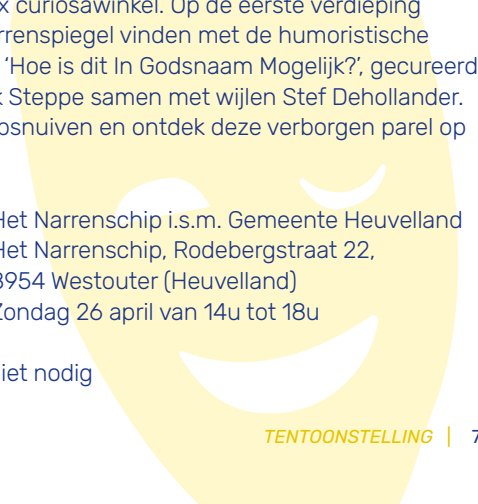 curiosawinkel. Op de eerste verdieping
rrenspiegel vinden met de humoristische
‘Hoe is dit In Godsnaam Mogelijk?’, gecureerd
Steppe samen met wijlen Stef Dehollander.
osnuiven en ontdek deze verborgen parel op
Het Narrenschip i.s.m. Gemeente Heuvelland
Het Narrenschip, Rodebergstraat 22,
8954 Westouter (Heuvelland)
Zondag 26 april van 14u tot 18u
iet nodig
TENTOONSTELLING | 7